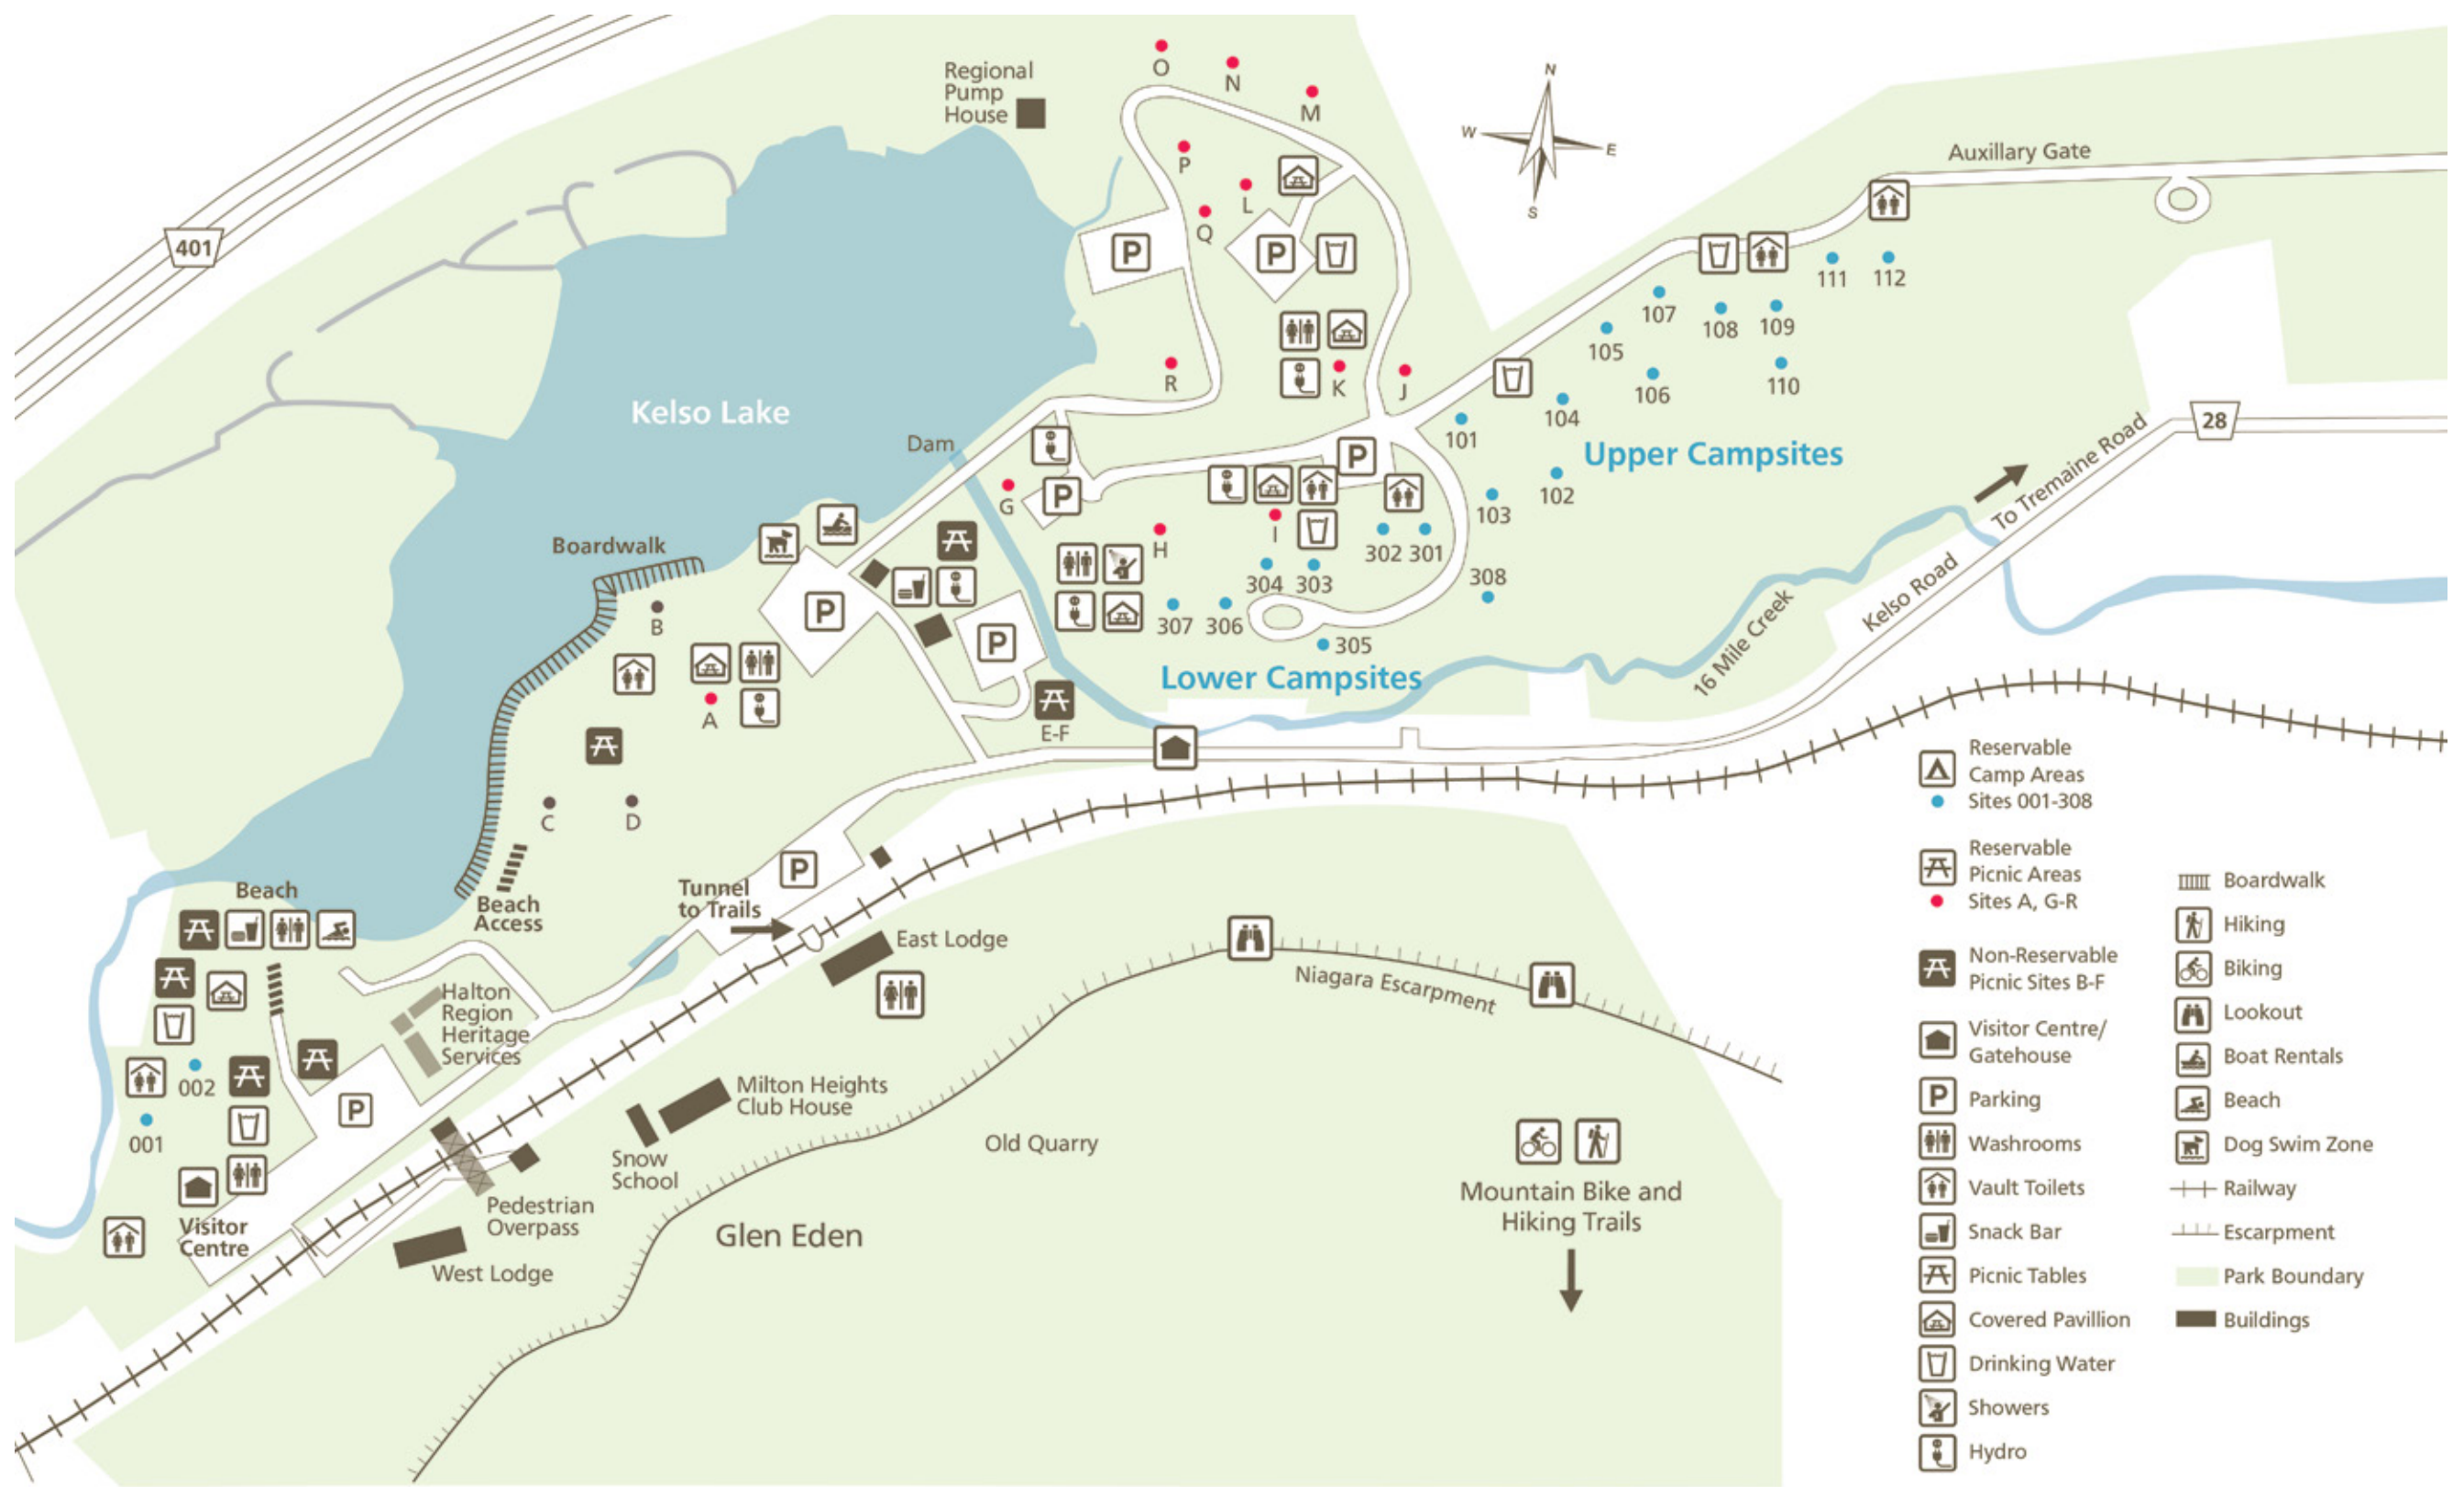 Regional
Pump
House
O
N
M
P
L
Q
R
K
J
N
W
E
S
Auxillary Gate
401
P
P
111
112
107
108
109
105
106
110
104
101
102
103
Kelso Lake
Dam
Upper Campsites
28
To Tremaine Road
Kelso Road
16 Mile Creek
G
P
P
H
I
302
301
304
303
308
307
306
305
Lower Campsites
Boardwalk
B
P
P
A
E-F
C
D
P
Beach
Beach
Access
Tunnel
to Trails
East Lodge
Niagara Escarpment
Halton
Region
Heritage
Services
002
001
P
Milton Heights
Club House
Snow
School
Old Quarry
Pedestrian
Overpass
Visitor
Centre
West Lodge
Glen Eden
Mountain Bike and
Hiking Trails
Reservable
Camp Areas
Sites 001-308
Reservable
Picnic Areas
Sites A, G-R
Non-Reservable
Picnic Sites B-F
Visitor Centre/
Gatehouse
P Parking
Washrooms
Vault Toilets
Snack Bar
Picnic Tables
Covered Pavillion
Drinking Water
Showers
Hydro
Boardwalk
Hiking
Biking
Lookout
Boat Rentals
Beach
Dog Swim Zone
Railway
Escarpment
Park Boundary
Buildings